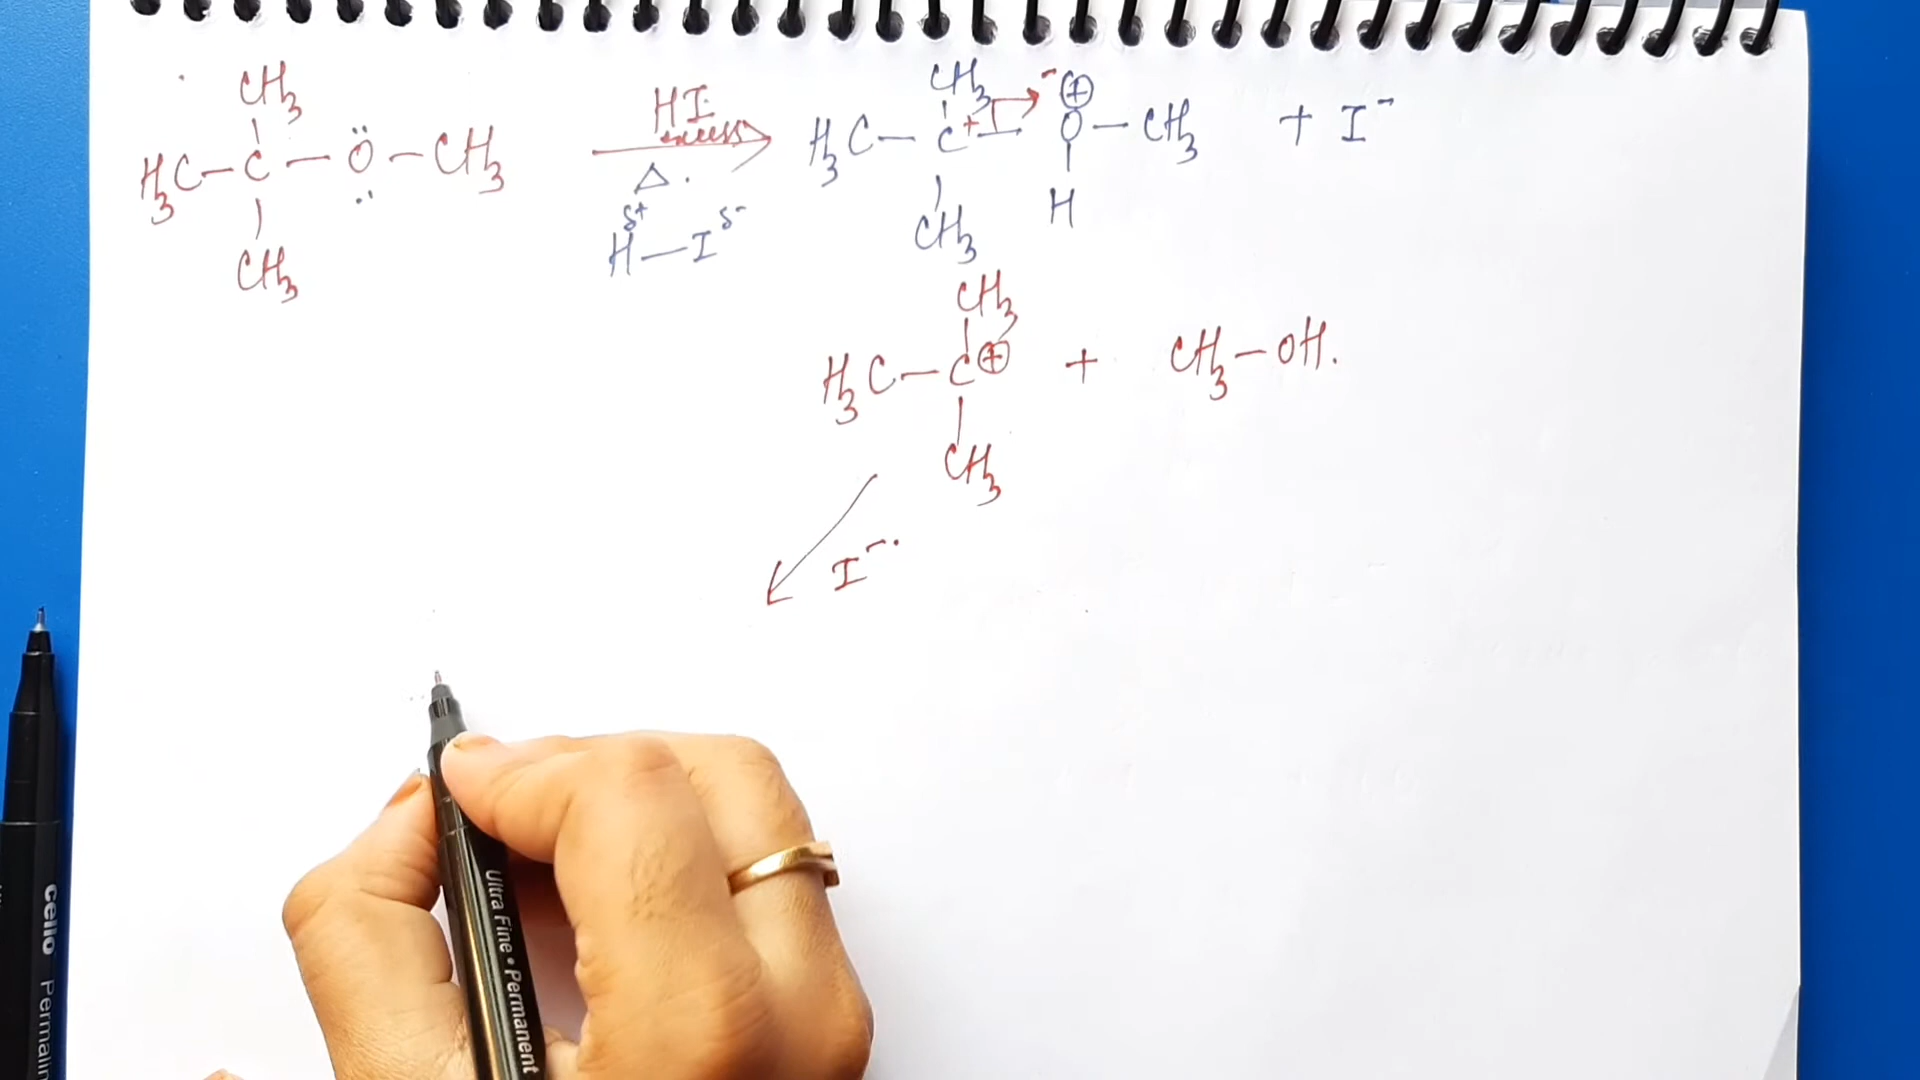 CH3
H3C-C-Ö-CH3
CH3
HI
excess
Δ
δ+ δ-
H-I
CH3
H3C-C+-O⊕-CH3 + I-
H
CH3
CH3
H3C-C⊕ + CH3-OH.
CH3
I-
cello Permanent
Ultra Fine • Permanent